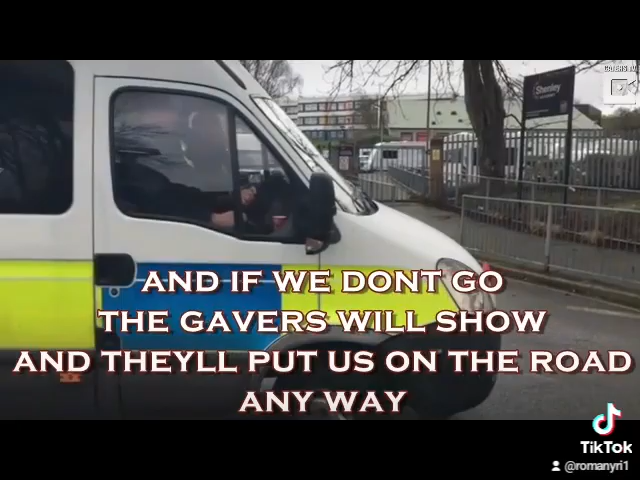 Shenley
AND IF WE DONT GO
THE GAVERS WILL SHOW
AND THEYLL PUT US ON THE ROAD
ANY WAY
TikTok
@romanyri1